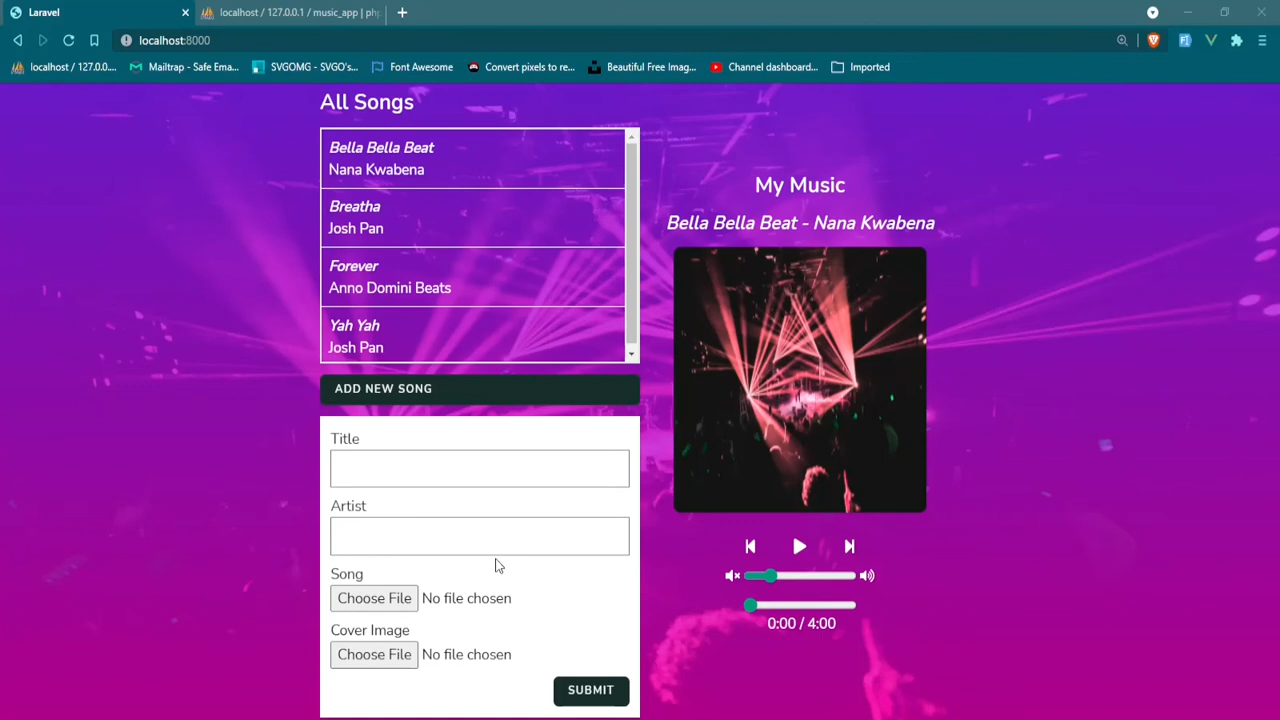 Laravel
localhost / 127.0.0.1 / music_app | php
localhost:8000
localhost / 127.0.0....
Mailtrap - Safe Ema...
SVGOMG - SVGO's...
Font Awesome
Convert pixels to re...
Beautiful Free Imag...
Channel dashboard...
Imported
All Songs
Bella Bella Beat
Nana Kwabena
Breatha
Josh Pan
Forever
Anno Domini Beats
Yah Yah
Josh Pan
ADD NEW SONG
Title
Artist
Song
Choose File No file chosen
Cover Image
Choose File No file chosen
SUBMIT
My Music
Bella Bella Beat - Nana Kwabena
0:00 / 4:00